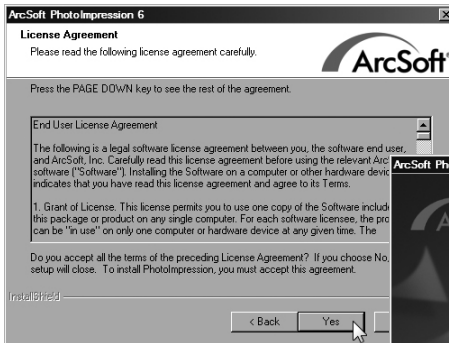 ArcSoft PhotoImpression 6
License Agreement
Please read the following license agreement carefully.
ArcSoft
Press the PAGE DOWN key to see the rest of the agreement.
End User License Agreement
The following is a legal software license agreement between you, the software end user,
and ArcSoft, Inc. Carefully read this license agreement before using the relevant Arc
software ("Software"). Installing the Software on a computer or other hardware devic
indicates that you have read this license agreement and agree to its Terms.
1. Grant of License. This license permits you to use one copy of the Software include
this package or product on any single computer. For each software licensee, the pro
can be "in use" on only one computer or hardware device at any given time. The
Do you accept all the terms of the preceding License Agreement? If you choose No,
setup will close. To install PhotoImpression, you must accept this agreement.
InstallShield
< Back
Yes
ArcSoft Ph